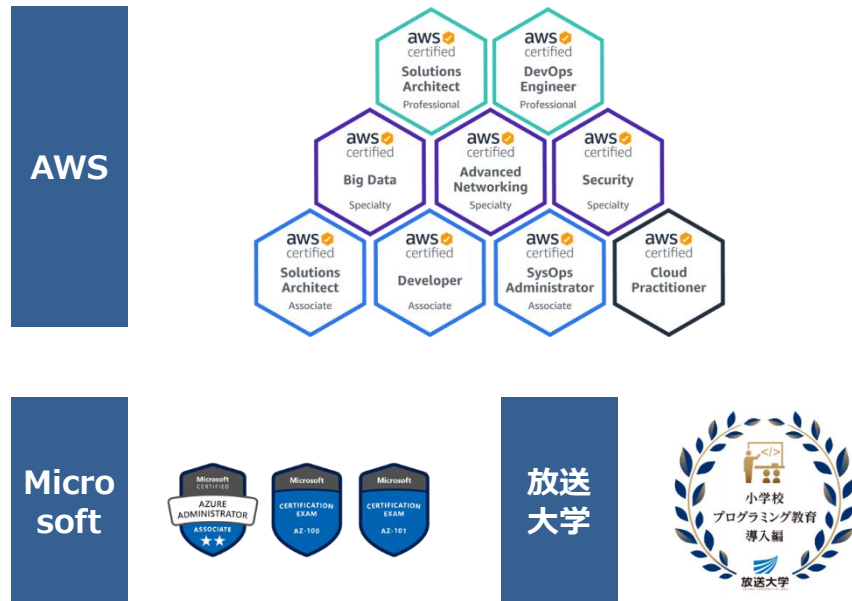 AWS
aws
certified
Solutions
Architect
Professional
aws
certified
DevOps
Engineer
Professional
aws
certified
Big Data
Specialty
aws
certified
Advanced
Networking
Specialty
aws
certified
Security
Specialty
aws
certified
Solutions
Architect
Associate
aws
certified
Developer
Associate
aws
certified
SysOps
Administrator
Associate
aws
certified
Cloud
Practitioner
Micro
soft
Microsoft
CERTIFIED
AZURE
ADMINISTRATOR
ASSOCIATE
Microsoft
CERTIFICATION
EXAM
AZ-100
Microsoft
CERTIFICATION
EXAM
AZ-101
放送
大学
</>
小学校
プログラミング教育
導入編
放送大学